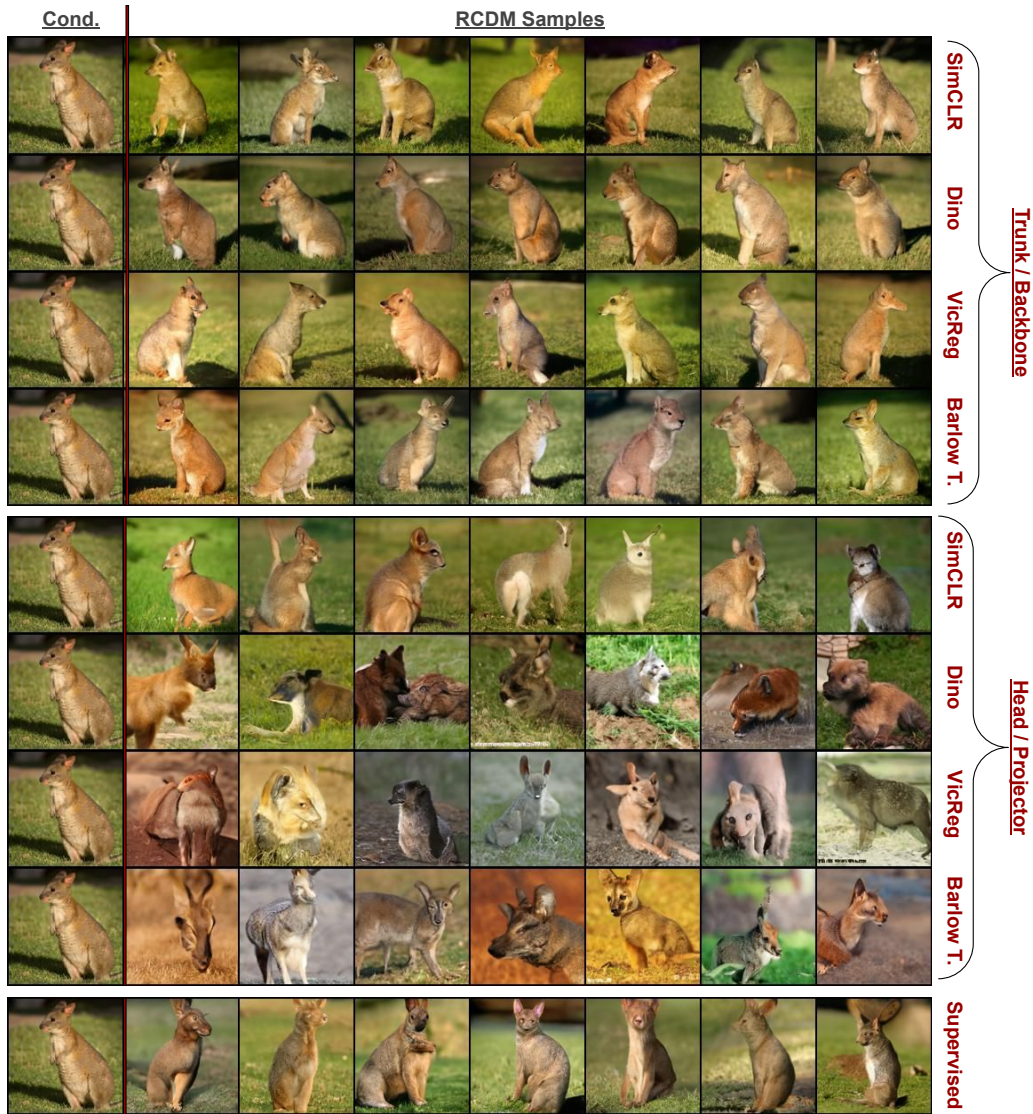 Cond.
RCDM Samples
SimCLR
Dino
VicReg
Barlow T.
Trunk / Backbone
SimCLR
Dino
VicReg
Barlow T.
Head / Projector
Supervised